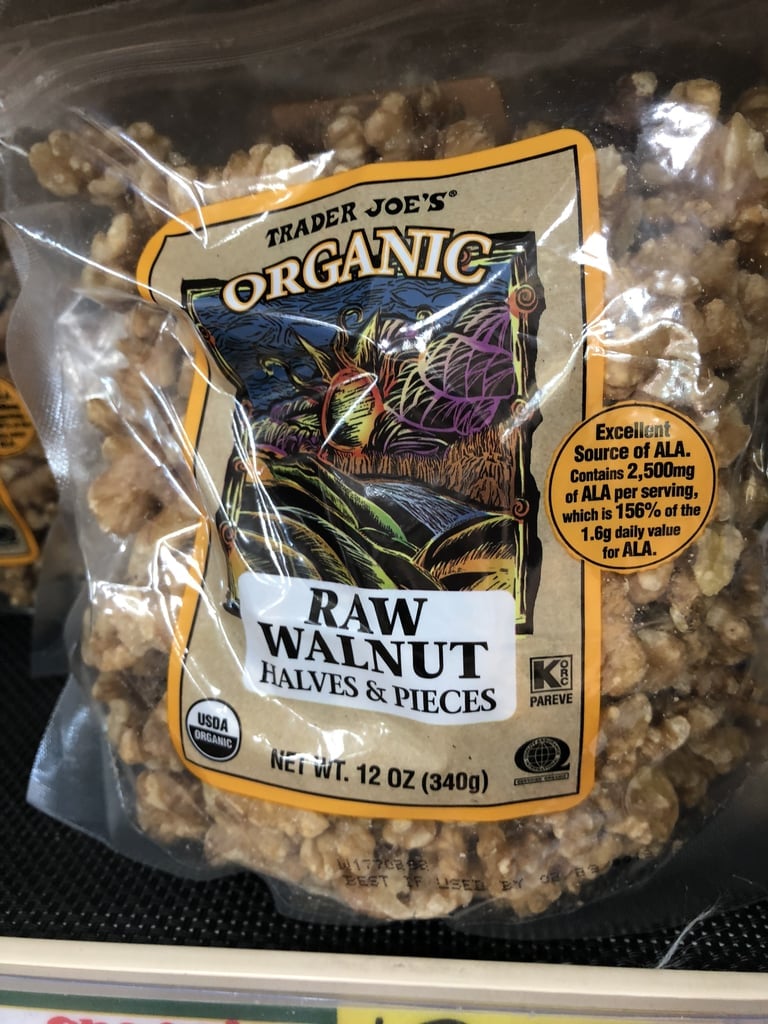 TRADER JOE'S®
ORGANIC
Excellent
Source of ALA.
Contains 2,500mg
of ALA per serving,
which is 156% of the
1.6g daily value
for ALA.
RAW
WALNUT
HALVES & PIECES
K
ORC
PAREVE
USDA
ORGANIC
NET WT. 12 OZ (340g)
BEST IF USED BY